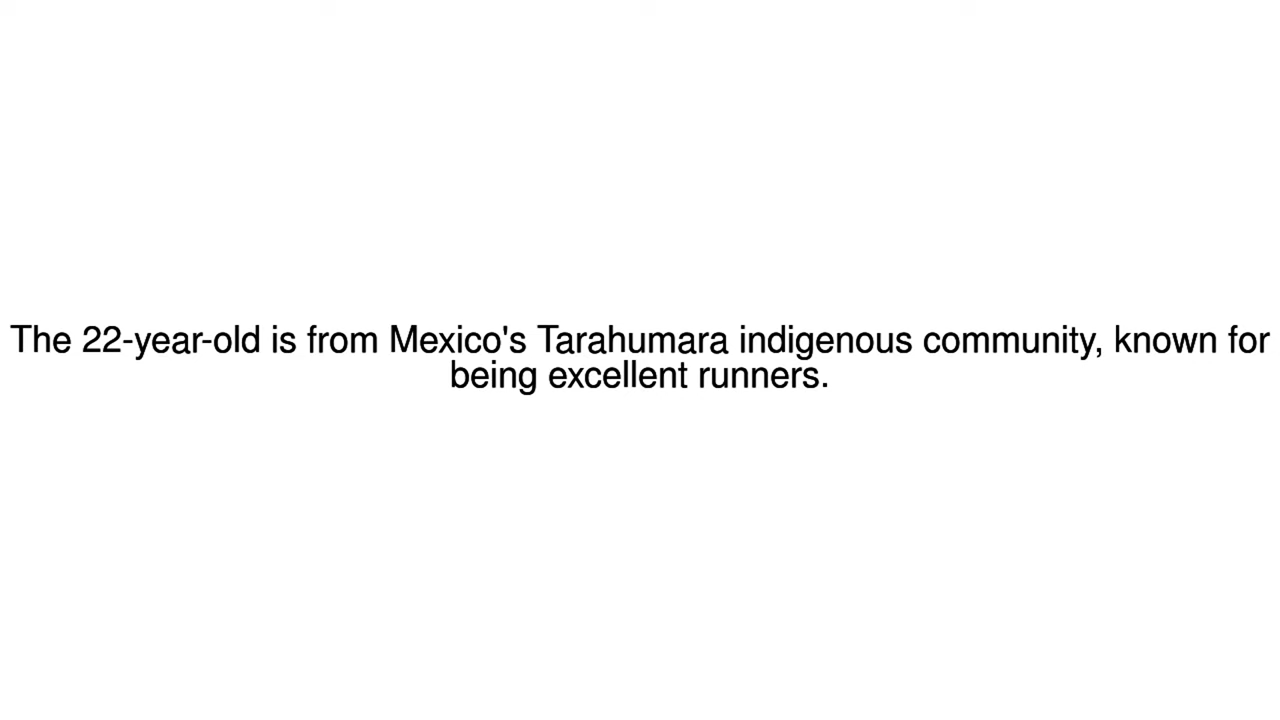 The 22-year-old is from Mexico's Tarahumara indigenous community, known for
being excellent runners.